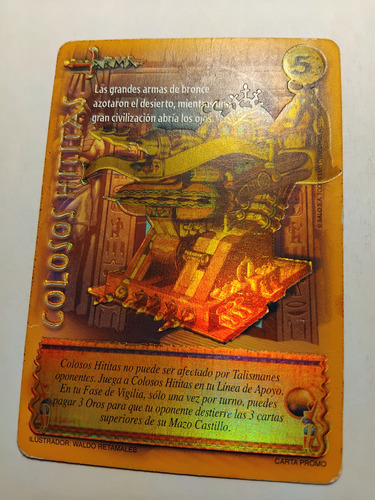 ARMA
5
Las grandes armas de bronce
azotaron el desierto, mientras una
gran civilización abría los ojos.
COLOSOS HITITAS
Colosos Hititas no puede ser afectado por Talismanes
oponentes. Juega a Colosos Hititas en tu Línea de Apoyo.
En tu Fase de Vigilia, sólo una vez por turno, puedes
pagar 3 Oros para que tu oponente destierre las 3 cartas
superiores de su Mazo Castillo.
ILUSTRADOR: WALDO RETAMALES
CARTA PROMO